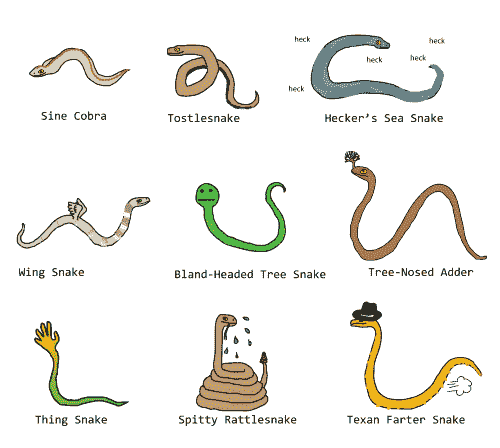 heck
heck
heck
heck
heck
Sine Cobra
Tostlesnake
Hecker's Sea Snake
Wing Snake
Bland-Headed Tree Snake
Tree-Nosed Adder
Thing Snake
Spitty Rattlesnake
Texan Farter Snake